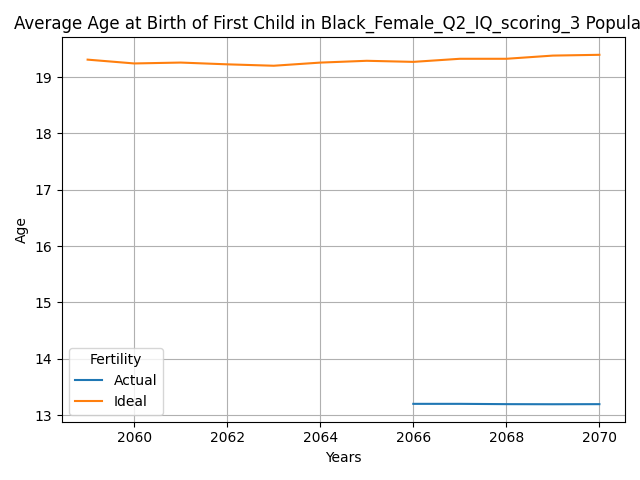 Average Age at Birth of First Child in Black_Female_Q2_IQ_scoring_3 Popula
19
18
17
16
15
14
13
Age
Fertility
Actual
Ideal
2060 2062 2064 2066 2068 2070
Years